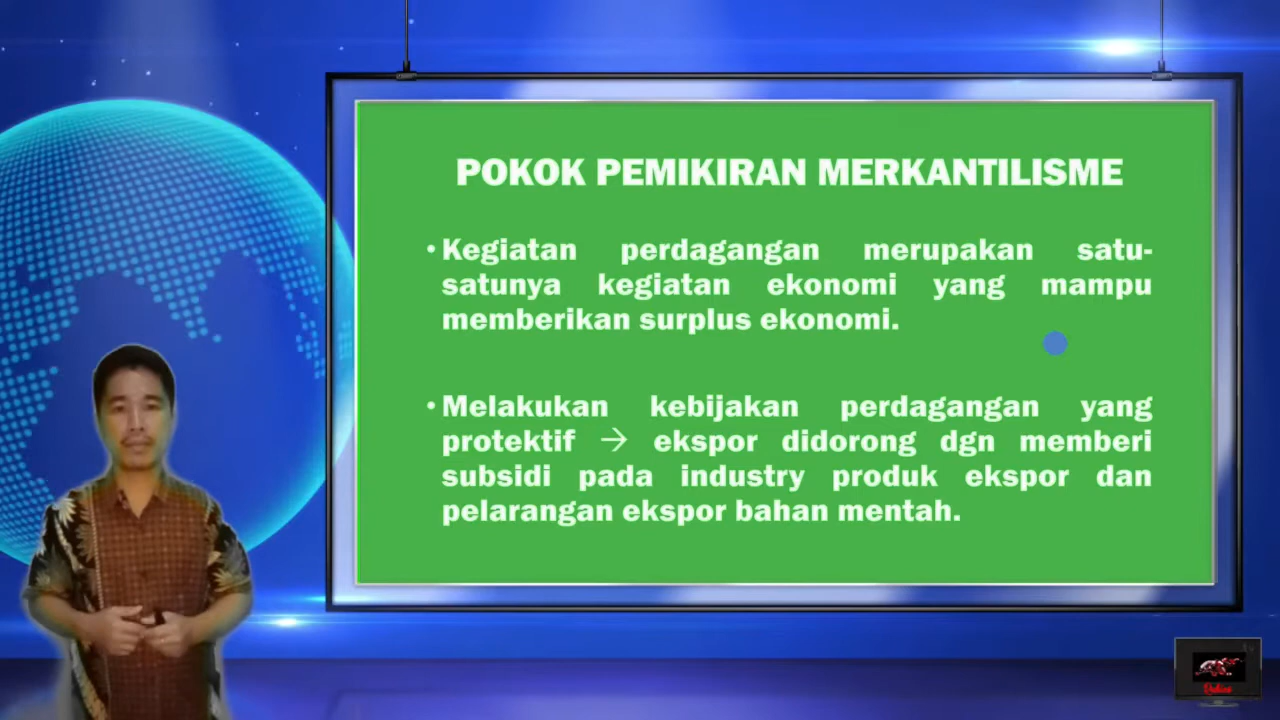 POKOK PEMIKIRAN MERKANTILISME
• Kegiatan perdagangan merupakan satu-
satunya kegiatan ekonomi yang mampu
memberikan surplus ekonomi.
• Melakukan kebijakan perdagangan yang
protektif → ekspor didorong dgn memberi
subsidi pada industry produk ekspor dan
pelarangan ekspor bahan mentah.